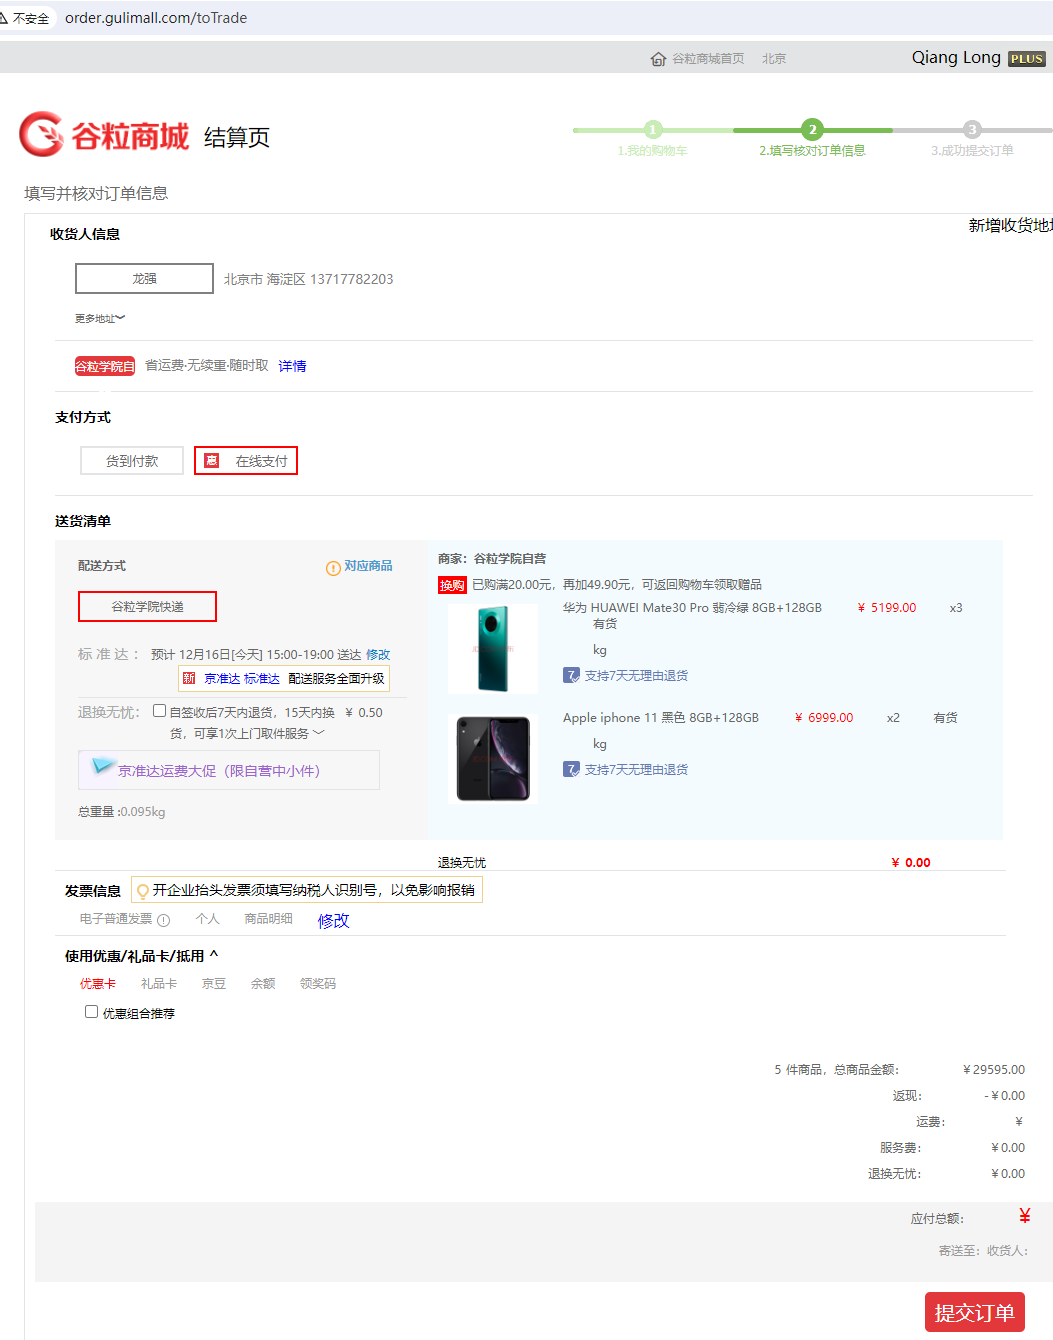 不安全 order.gulimall.com/toTrade
谷粒商城首页 北京 Qiang Long PLUS
谷粒商城 结算页
1 2 3
1.我的购物车 2.填写核对订单信息 3.成功提交订单
填写并核对订单信息
收货人信息 新增收货地
龙强 北京市 海淀区 13717782203
更多地址
谷粒学院自 省运费·无续重·随时取 详情
支付方式
货到付款 惠 在线支付
送货清单
配送方式 对应商品
谷粒学院快递
标 准 达： 预计 12月16日[今天] 15:00-19:00 送达 修改
新 京准达 标准达 配送服务全面升级
退换无忧： 自签收后7天内退货，15天内换 ¥ 0.50
货，可享1次上门取件服务
京准达运费大促（限自营中小件）
总重量 :0.095kg
商家：谷粒学院自营
换购 已购满20.00元，再加49.90元，可返回购物车领取赠品
华为 HUAWEI Mate30 Pro 翡冷绿 8GB+128GB ¥ 5199.00 x3
有货
kg
7 支持7天无理由退货
Apple iphone 11 黑色 8GB+128GB ¥ 6999.00 x2 有货
kg
7 支持7天无理由退货
退换无忧 ¥ 0.00
发票信息 开企业抬头发票须填写纳税人识别号，以免影响报销
电子普通发票 个人 商品明细 修改
使用优惠/礼品卡/抵用 ^
优惠卡 礼品卡 京豆 余额 领奖码
优惠组合推荐
5 件商品，总商品金额： ¥29595.00
返现： -¥0.00
运费： ¥
服务费： ¥0.00
退换无忧： ¥0.00
应付总额： ¥
寄送至: 收货人:
提交订单